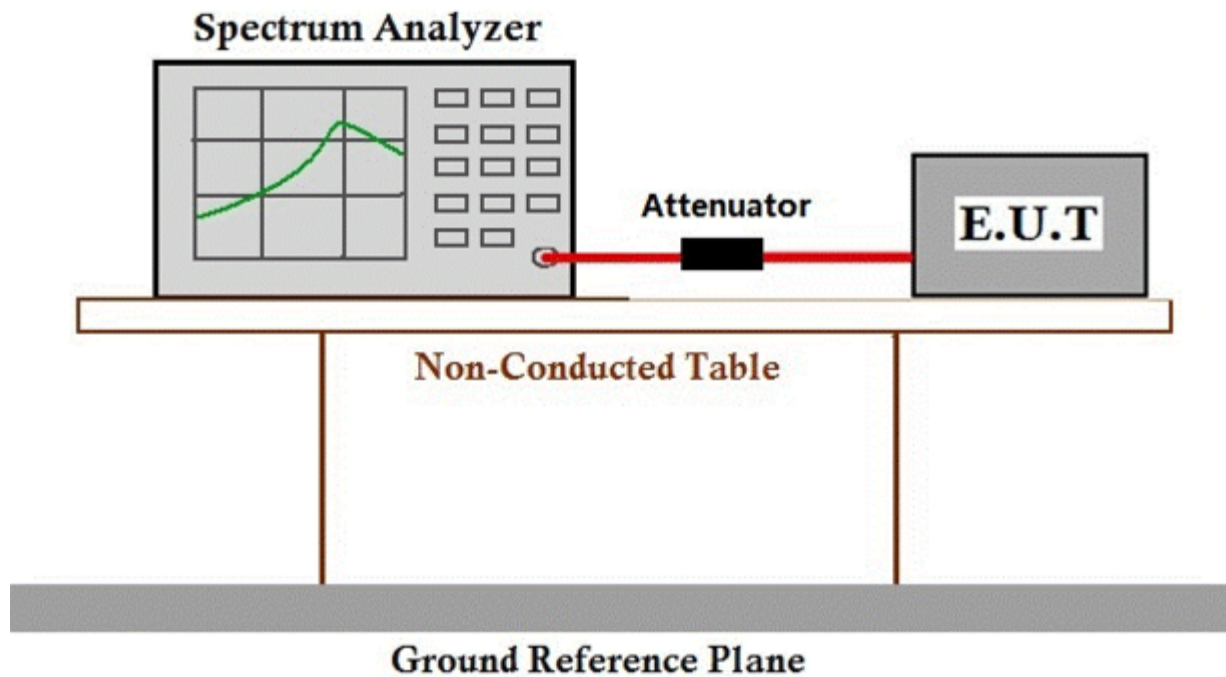 Spectrum Analyzer
Attenuator
E.U.T
Non-Conducted Table
Ground Reference Plane